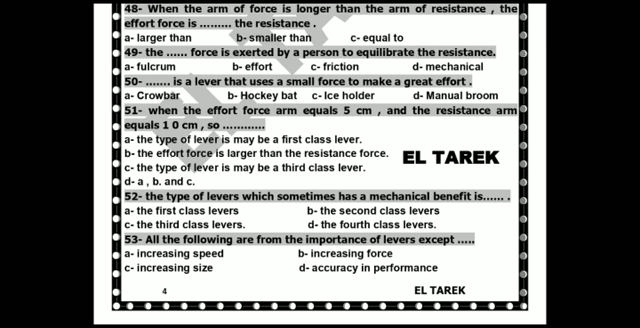 48- When the arm of force is longer than the arm of resistance , the
effort force is ......... the resistance .
a- larger than b- smaller than c- equal to
49- the ...... force is exerted by a person to equilibrate the resistance.
a- fulcrum b- effort c- friction d- mechanical
50- ....... is a lever that uses a small force to make a great effort .
a- Crowbar b- Hockey bat c- Ice holder d- Manual broom
51- when the effort force arm equals 5 cm , and the resistance arm
equals 1 0 cm , so ............
a- the type of lever is may be a first class lever.
b- the effort force is larger than the resistance force.
EL TAREK
c- the type of lever is may be a third class lever.
d- a , b. and c.
52- the type of levers which sometimes has a mechanical benefit is...... .
a- the first class levers b- the second class levers
c- the third class levers. d- the fourth class levers.
53- All the following are from the importance of levers except .....
a- increasing speed b- increasing force
c- increasing size d- accuracy in performance
4 EL TAREK